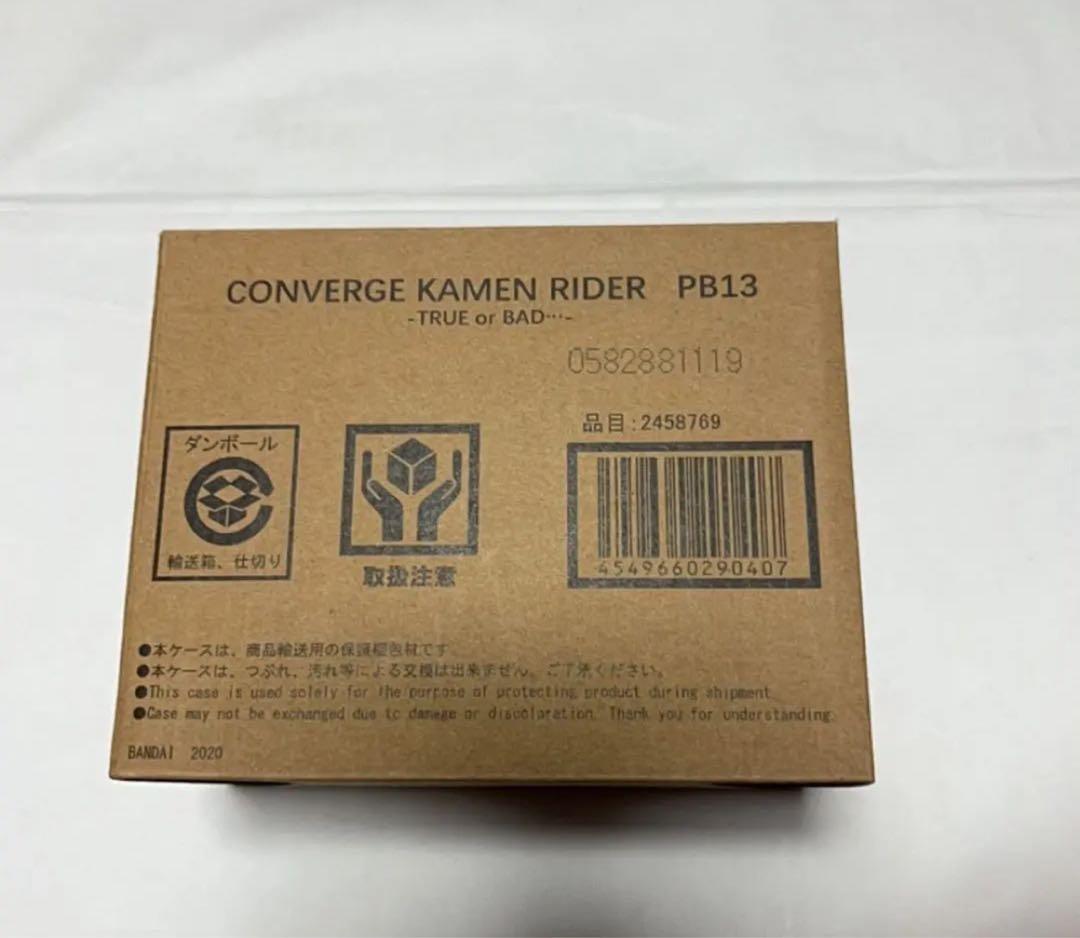 CONVERGE KAMEN RIDER PB13
-TRUE or BAD…-
0582881119
品目:2458769
ダンボール
輸送箱、仕切り
取扱注意
4549660290407
●本ケースは、商品輸送用の保護梱包材です
●本ケースは、つぶれ、汚れ等による交換は出来ません。ご了承ください。
●This case is used solely for the purpose of protecting product during shipment
●Case may not be exchanged due to damage or discoloration. Thank you for understanding.
BANDAI 2020